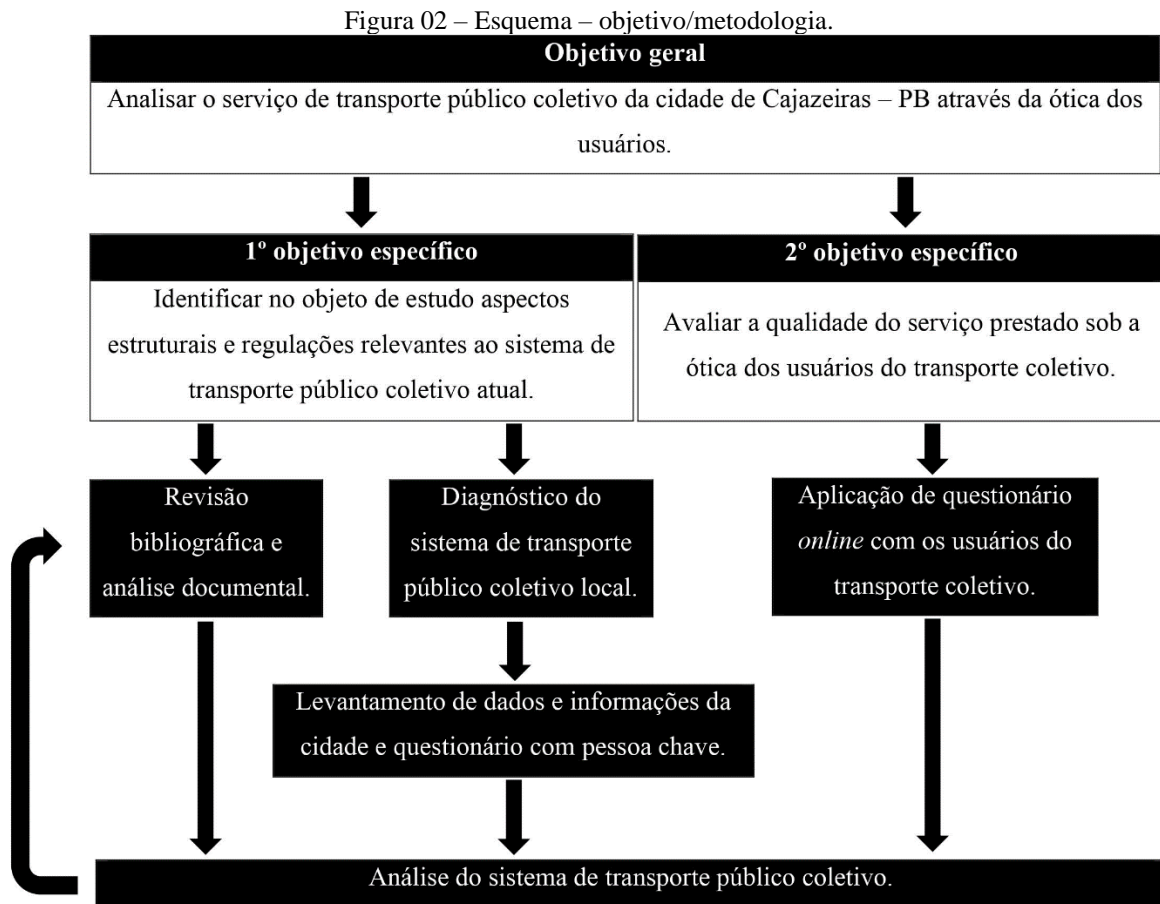 Figura 02 – Esquema – objetivo/metodologia.
Objetivo geral
Analisar o serviço de transporte público coletivo da cidade de Cajazeiras – PB através da ótica dos
usuários.
1º objetivo específico
Identificar no objeto de estudo aspectos
estruturais e regulações relevantes ao sistema de
transporte público coletivo atual.
2º objetivo específico
Avaliar a qualidade do serviço prestado sob a
ótica dos usuários do transporte coletivo.
Revisão
bibliográfica e
análise documental.
Diagnóstico do
sistema de transporte
público coletivo local.
Aplicação de questionário
online com os usuários do
transporte coletivo.
Levantamento de dados e informações da
cidade e questionário com pessoa chave.
Análise do sistema de transporte público coletivo.